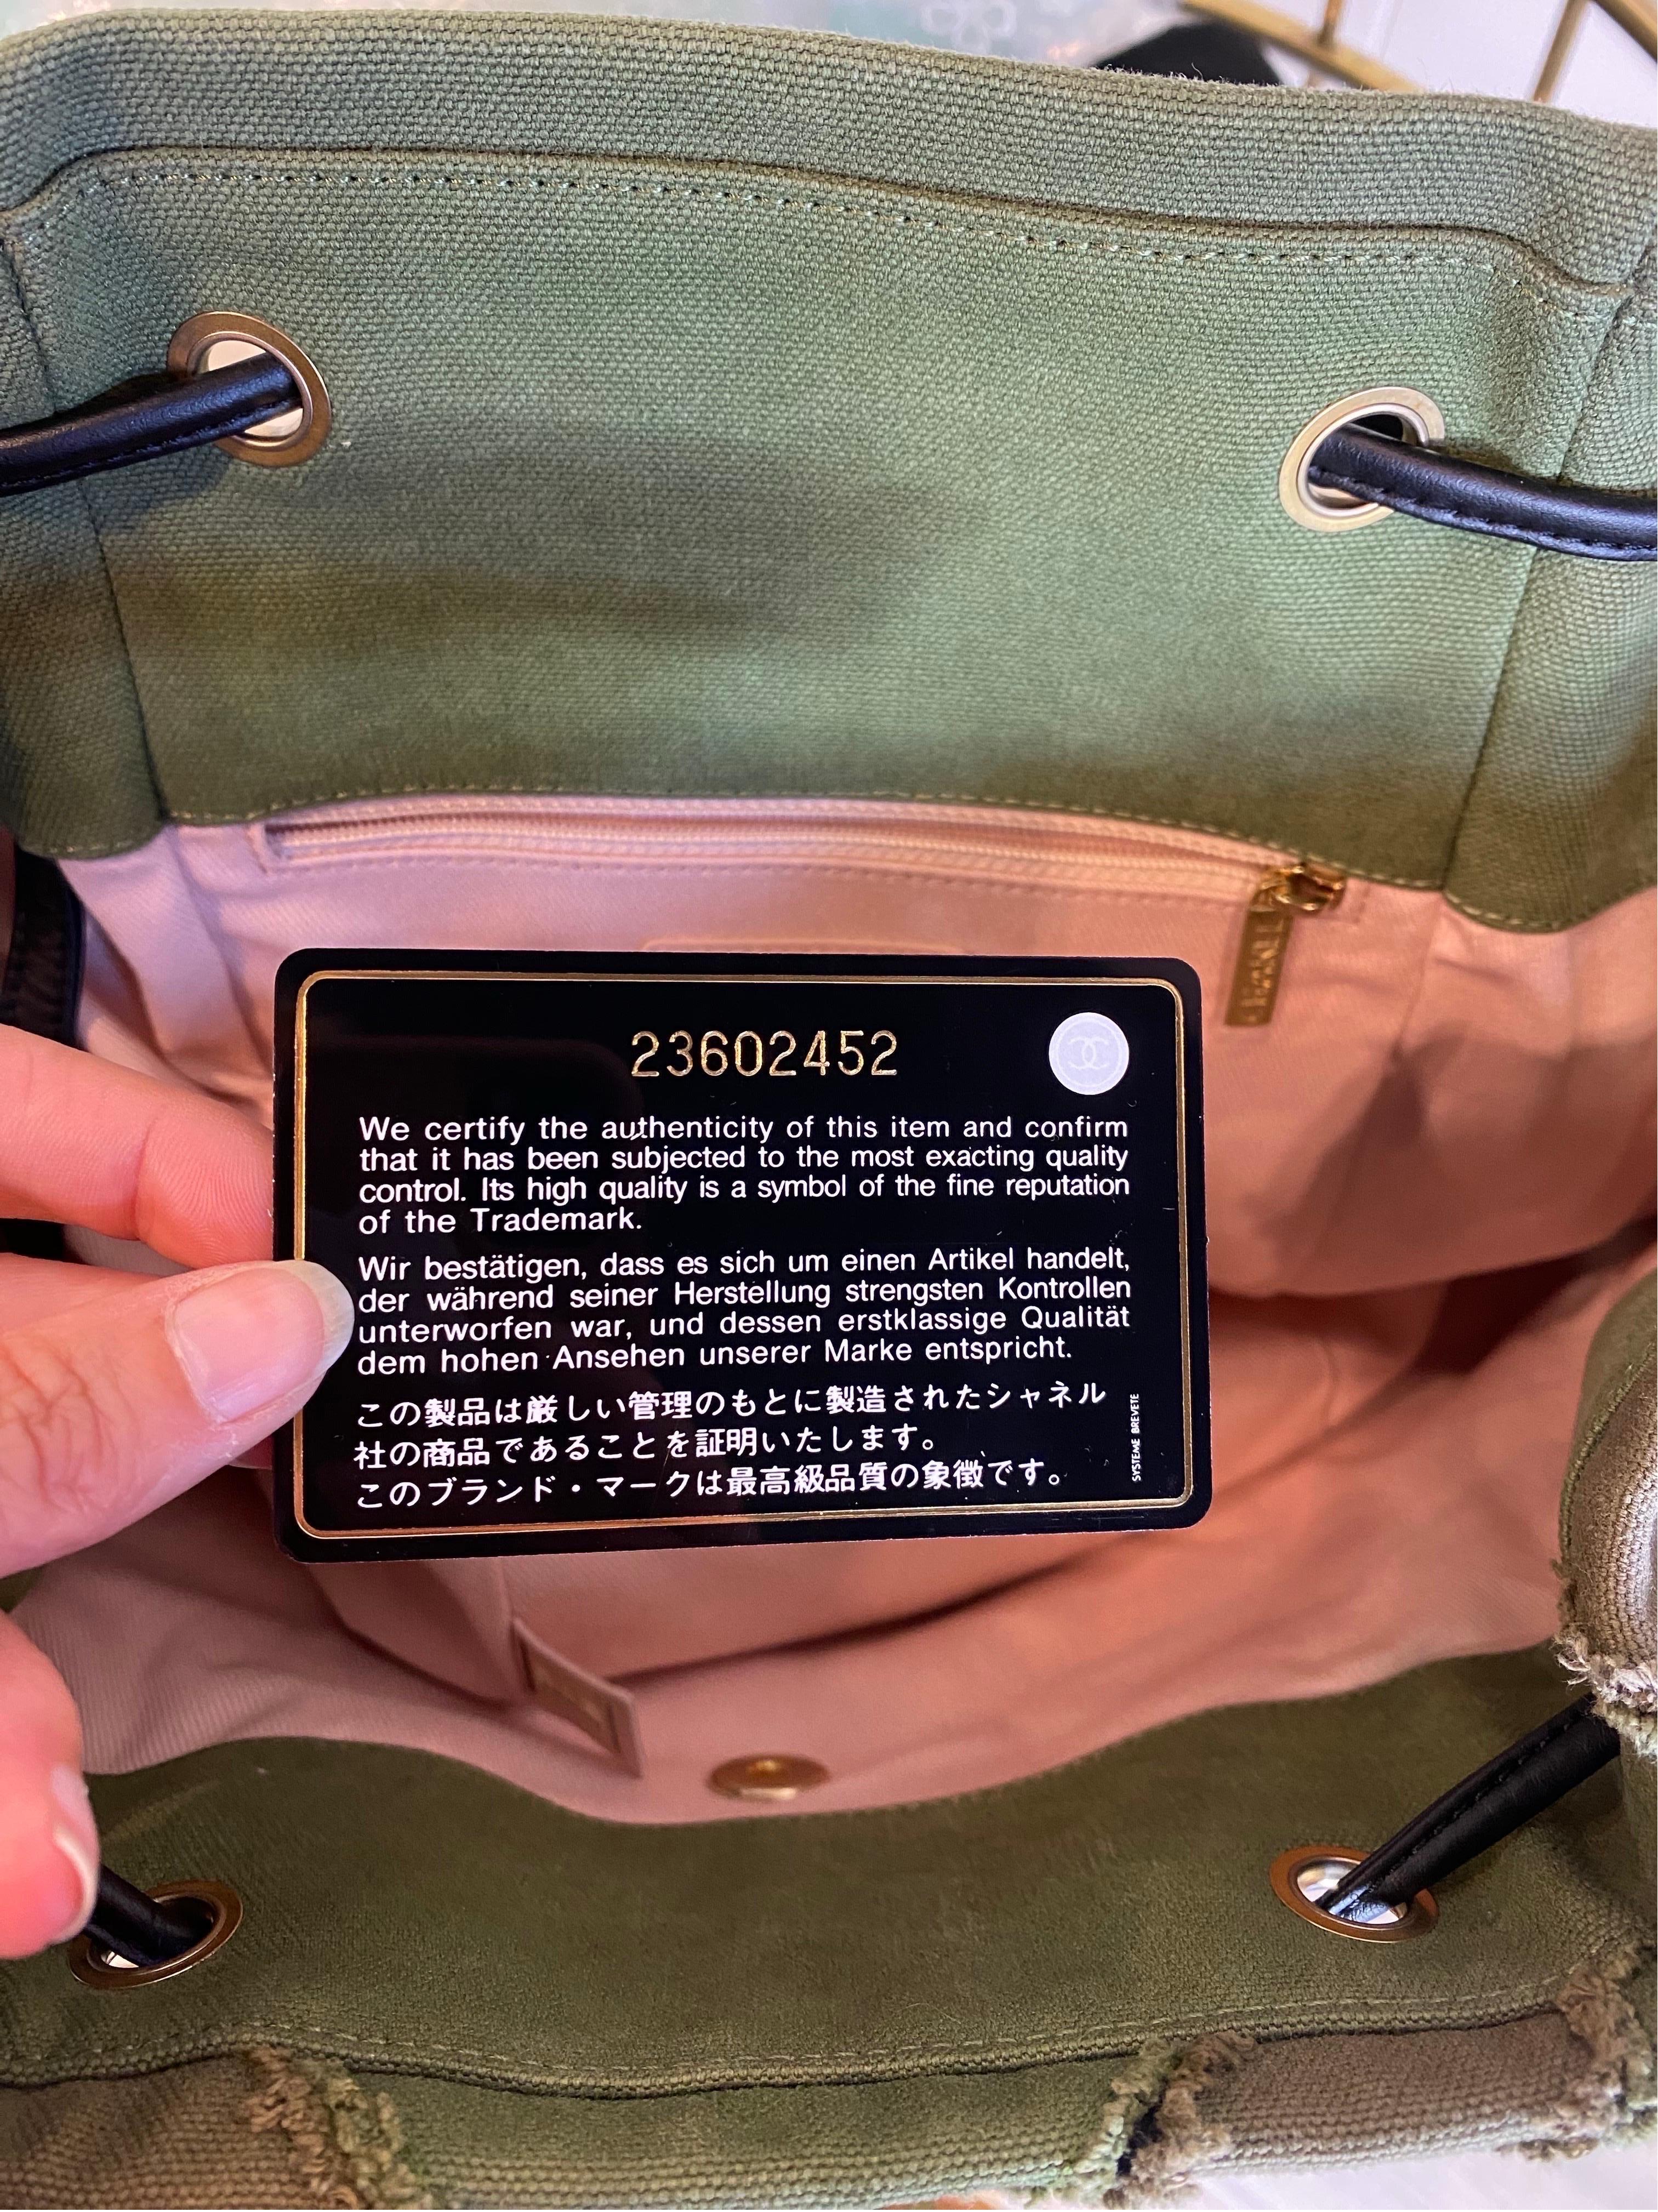 23602452
We certify the authenticity of this item and confirm
that it has been subjected to the most exacting quality
control. Its high quality is a symbol of the fine reputation
of the Trademark.
Wir bestätigen, dass es sich um einen Artikel handelt,
der während seiner Herstellung strengsten Kontrollen
unterworfen war, und dessen erstklassige Qualität
dem hohen Ansehen unserer Marke entspricht.
この製品は厳しい管理のもとに製造されたシャネル
社の商品であることを証明いたします。
このブランド・マークは最高級品質の象徴です。
SYSTEME BREVETE